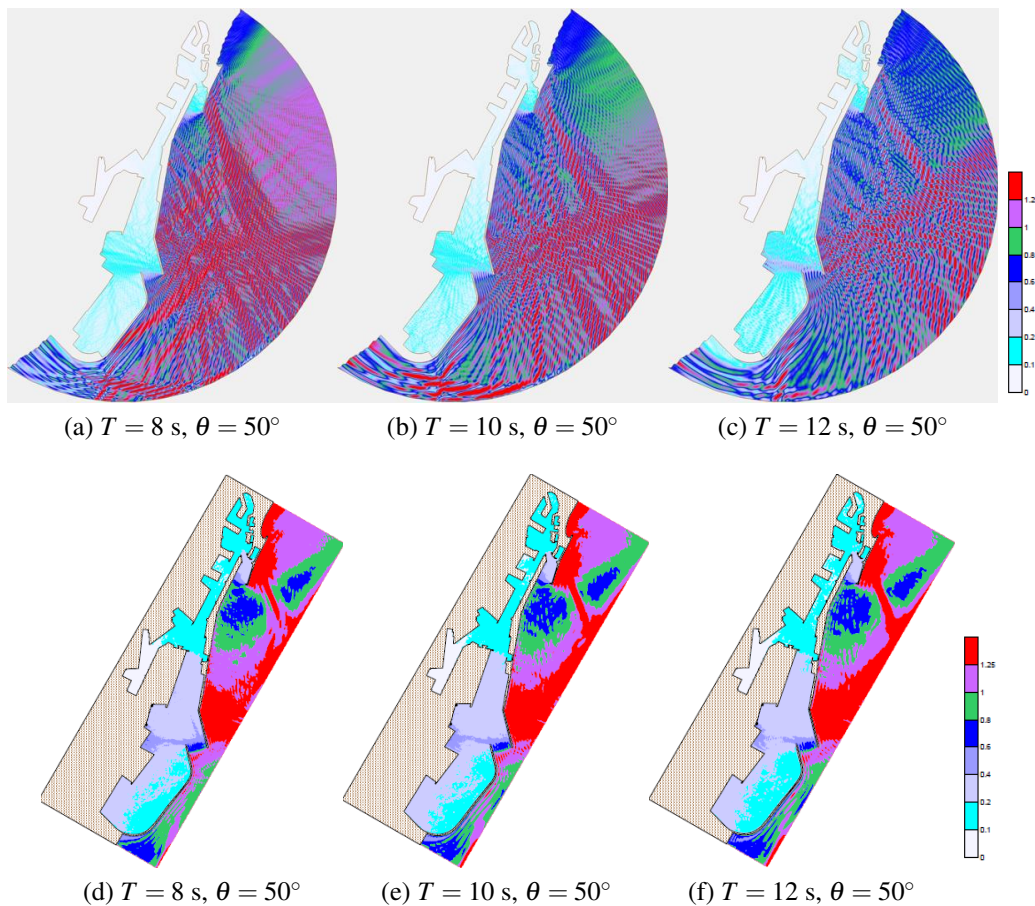 1.2
1
0.8
0.6
0.4
0.2
0.1
0
(a) T = 8 s, θ = 50°
(b) T = 10 s, θ = 50°
(c) T = 12 s, θ = 50°
1.25
1
0.8
0.6
0.4
0.2
0.1
0
(d) T = 8 s, θ = 50°
(e) T = 10 s, θ = 50°
(f) T = 12 s, θ = 50°